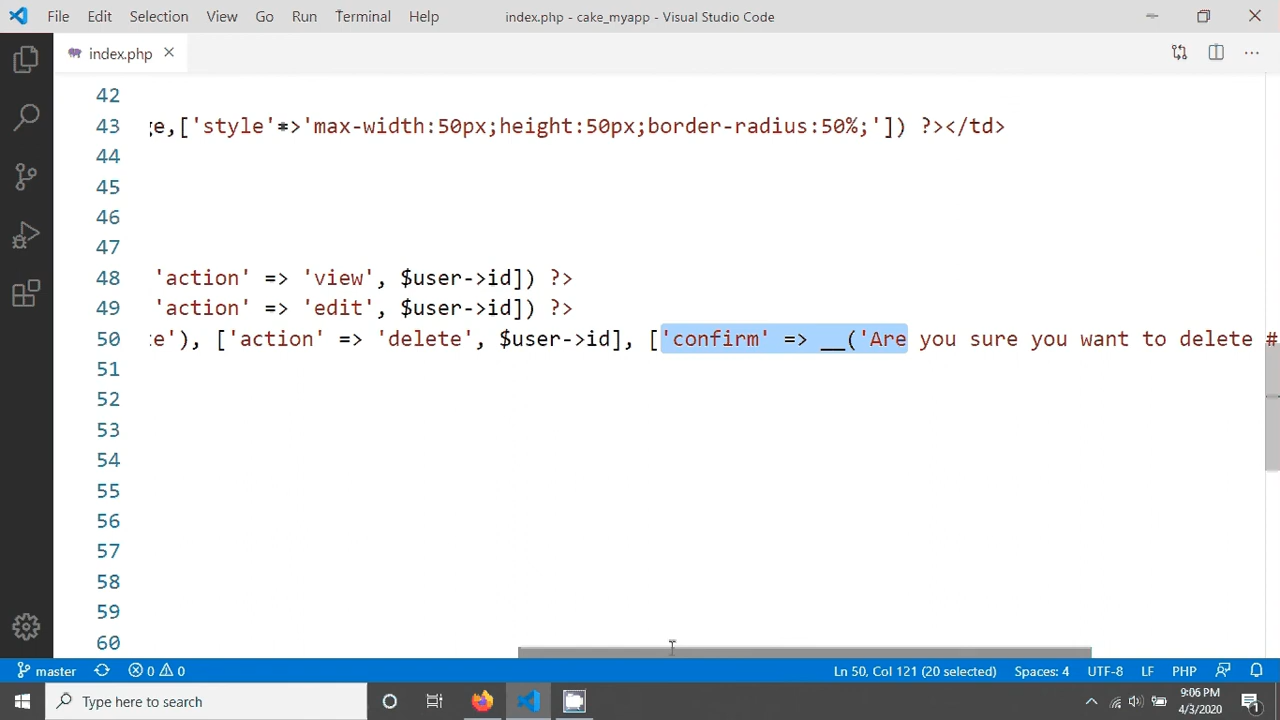 File Edit Selection View Go Run Terminal Help index.php - cake_myapp - Visual Studio Code
index.php
42
43 ge,['style'=>'max-width:50px;height:50px;border-radius:50%;']) ?></td>
44
45
46
47
48 'action' => 'view', $user->id]) ?>
49 'action' => 'edit', $user->id]) ?>
50 te'), ['action' => 'delete', $user->id], ['confirm' => __('Are you sure you want to delete #
51
52
53
54
55
56
57
58
59
60
master 0 0 Ln 50, Col 121 (20 selected) Spaces: 4 UTF-8 LF PHP
Type here to search
9:06 PM
4/3/2020
1